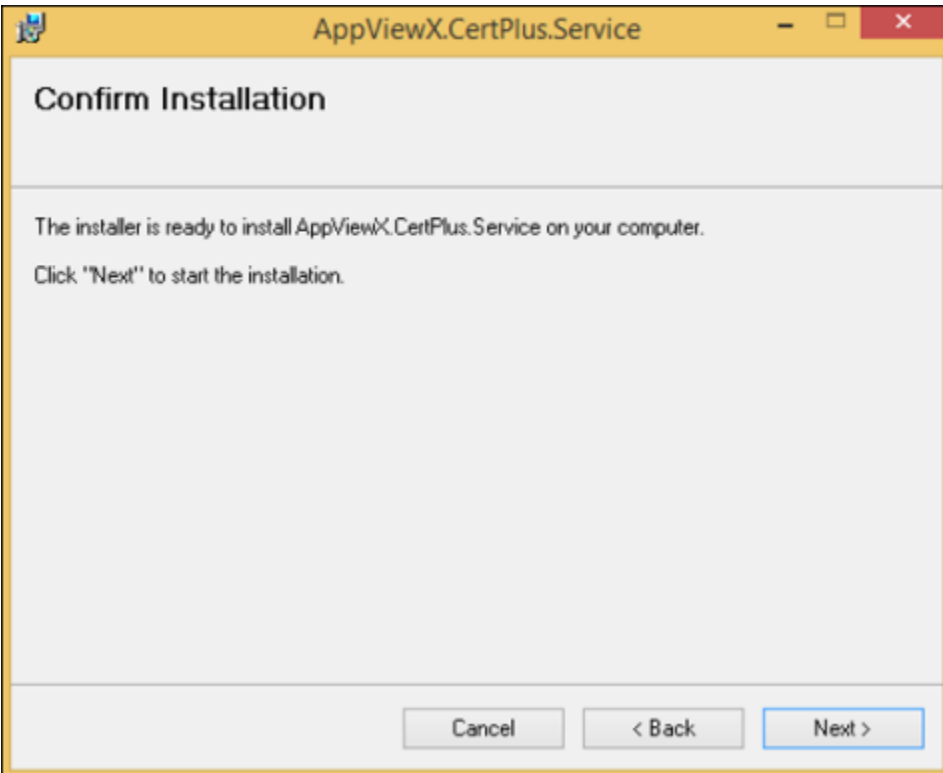 AppViewX.CertPlus.Service
Confirm Installation
The installer is ready to install AppViewX.CertPlus.Service on your computer.
Click "Next" to start the installation.
Cancel
< Back
Next >